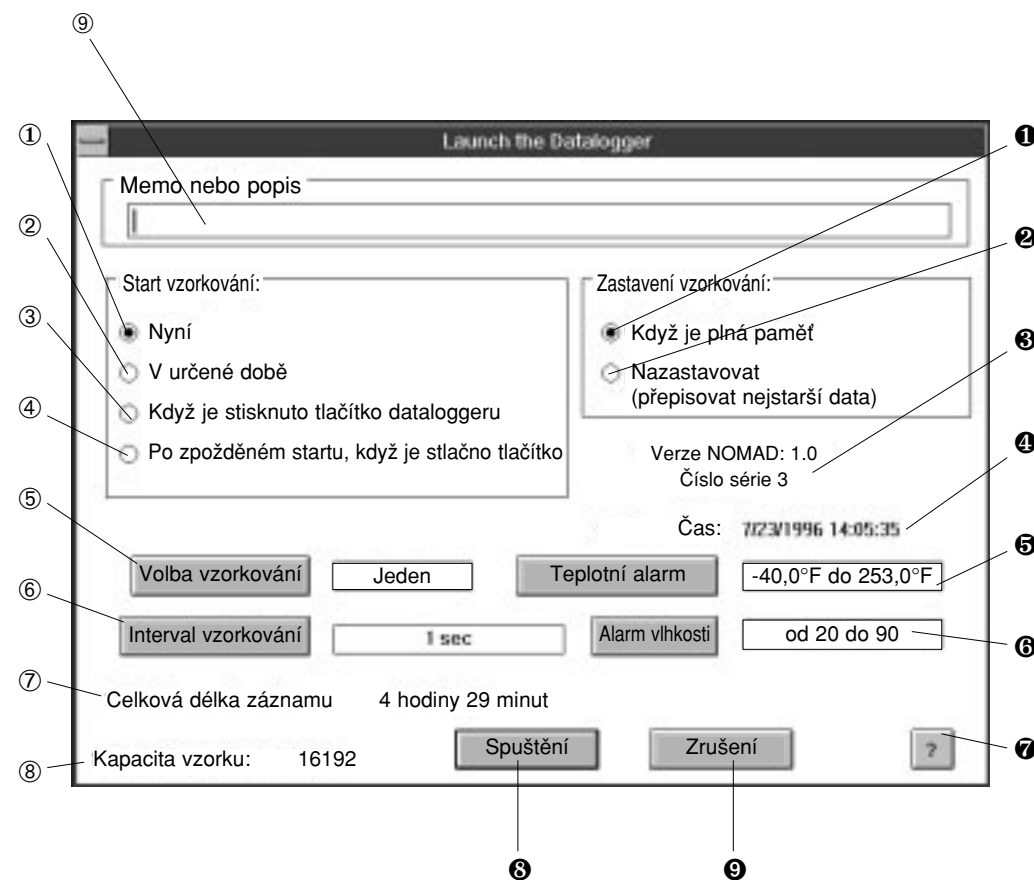 ⑨
① Launch the Datalogger ❶
Memo nebo popis
② ❷
Start vzorkování: Zastavení vzorkování:
③ Nyní Když je plná paměť ❸
V určené době Nazastavovat
Když je stisknuto tlačítko dataloggeru (přepisovat nejstarší data)
④ Po zpožděném startu, když je stlačno tlačítko Verze NOMAD: 1.0 ❹
Číslo série 3
⑤ Čas: 7/23/1996 14:05:35
Volba vzorkování Jeden Teplotní alarm -40,0°F do 253,0°F ❺
⑥ Interval vzorkování 1 sec Alarm vlhkosti od 20 do 90 ❻
⑦ Celková délka záznamu 4 hodiny 29 minut
⑧ Kapacita vzorku: 16192 Spuštění Zrušení ? ❼
❽ ❾